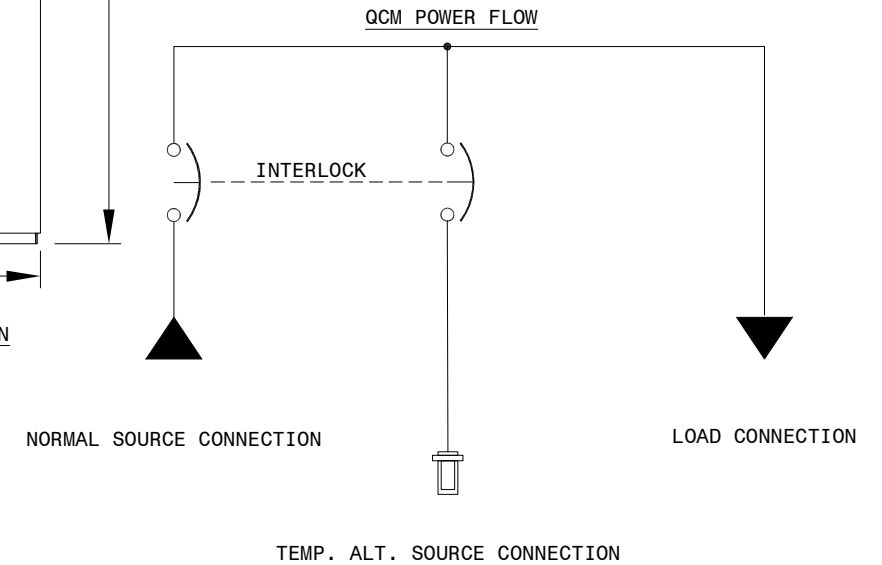 QCM POWER FLOW
INTERLOCK
N
NORMAL SOURCE CONNECTION
LOAD CONNECTION
TEMP. ALT. SOURCE CONNECTION